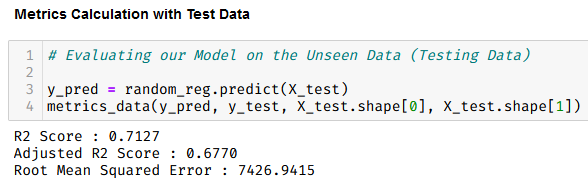 Metrics Calculation with Test Data
1 # Evaluating our Model on the Unseen Data (Testing Data)
2
3 y_pred = random_reg.predict(X_test)
4 metrics_data(y_pred, y_test, X_test.shape[0], X_test.shape[1])
R2 Score : 0.7127
Adjusted R2 Score : 0.6770
Root Mean Squared Error : 7426.9415